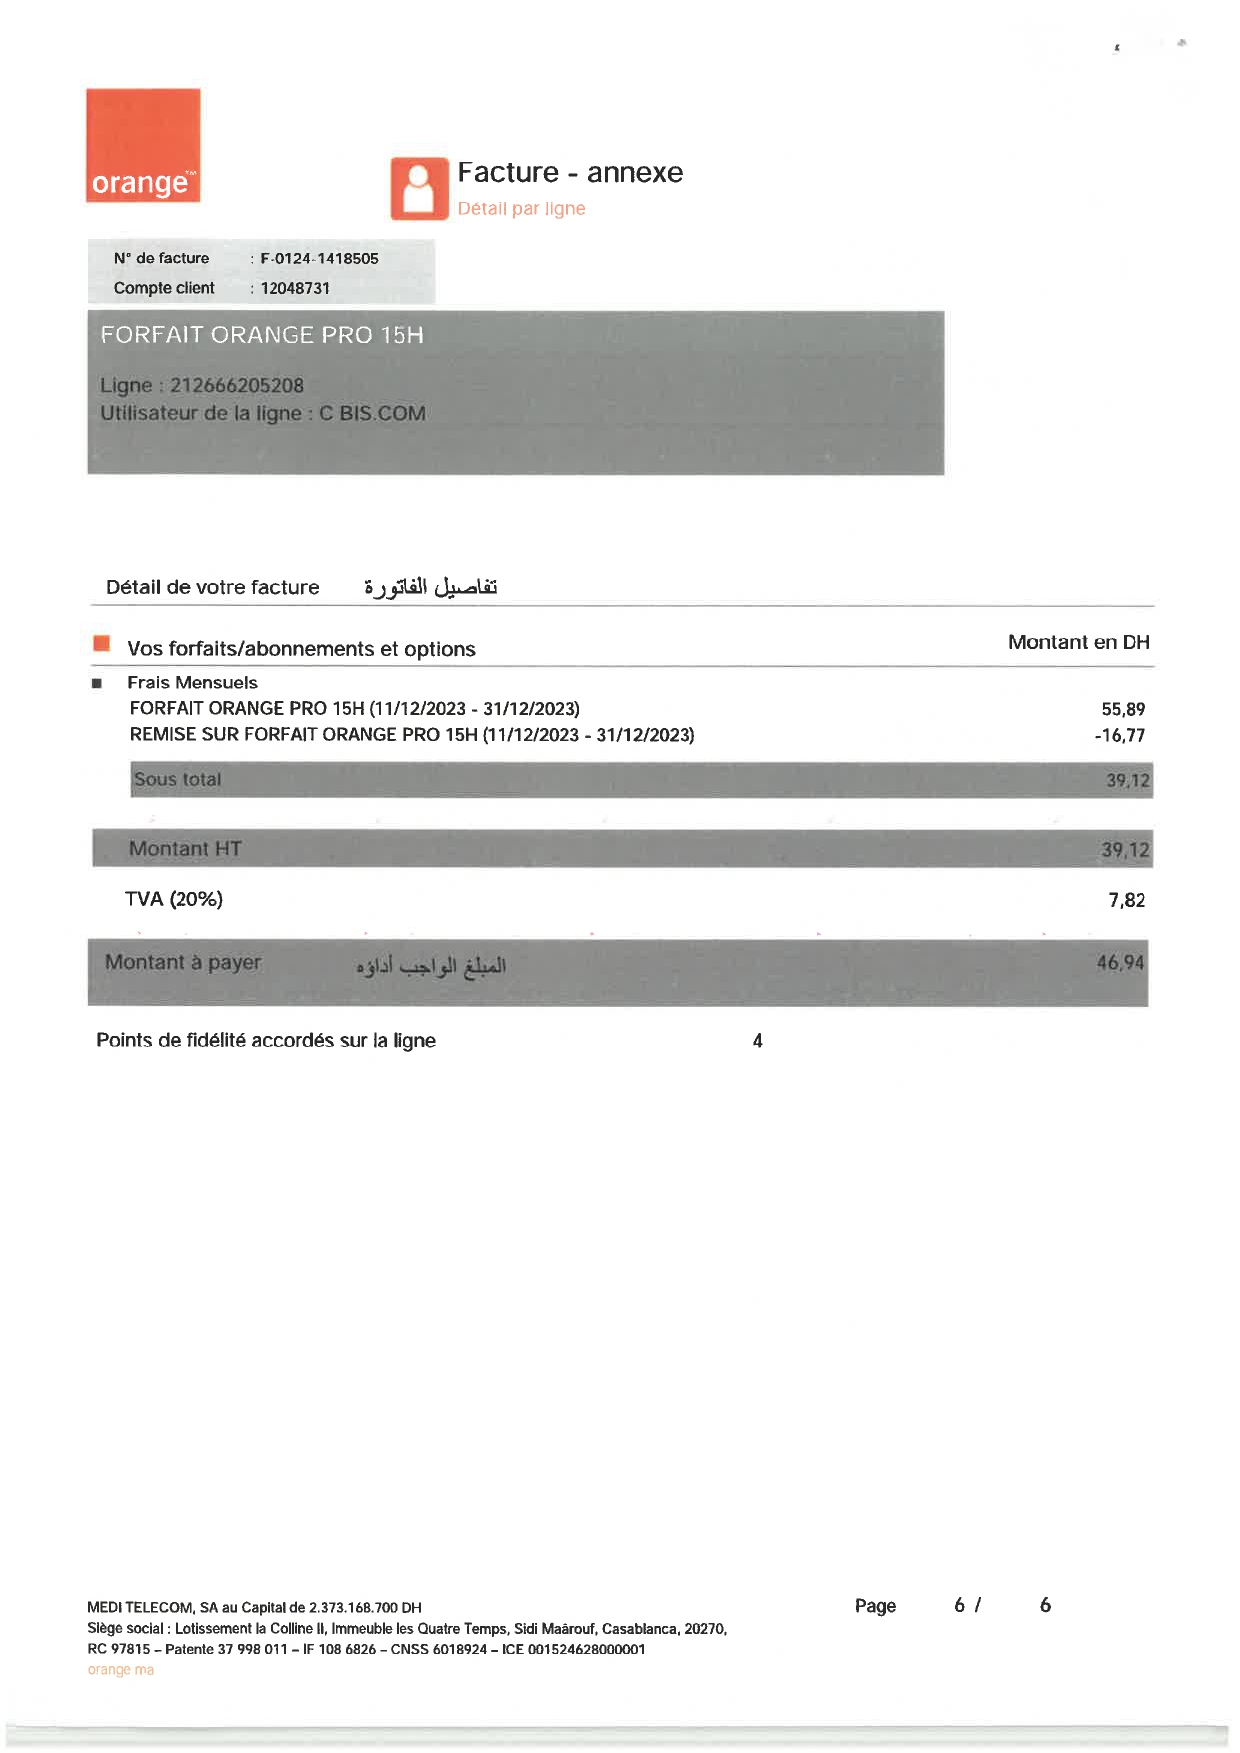 orange™
Facture - annexe
Détail par ligne
N° de facture : F-0124-1418505
Compte client : 12048731
FORFAIT ORANGE PRO 15H
Ligne : 212666205208
Utilisateur de la ligne : C BIS.COM
Détail de votre facture تفاصيل الفاتورة
Vos forfaits/abonnements et options Montant en DH
Frais Mensuels
FORFAIT ORANGE PRO 15H (11/12/2023 - 31/12/2023) 55,89
REMISE SUR FORFAIT ORANGE PRO 15H (11/12/2023 - 31/12/2023) -16,77
Sous total 39,12
Montant HT 39,12
TVA (20%) 7,82
Montant à payer المبلغ الواجب أداؤه 46,94
Points de fidélité accordés sur la ligne 4
MEDI TELECOM, SA au Capital de 2.373.168.700 DH
Siège social : Lotissement la Colline II, Immeuble les Quatre Temps, Sidi Maârouf, Casablanca, 20270,
RC 97815 – Patente 37 998 011 – IF 108 6826 – CNSS 6018924 – ICE 001524628000001
orange ma
Page 6 / 6